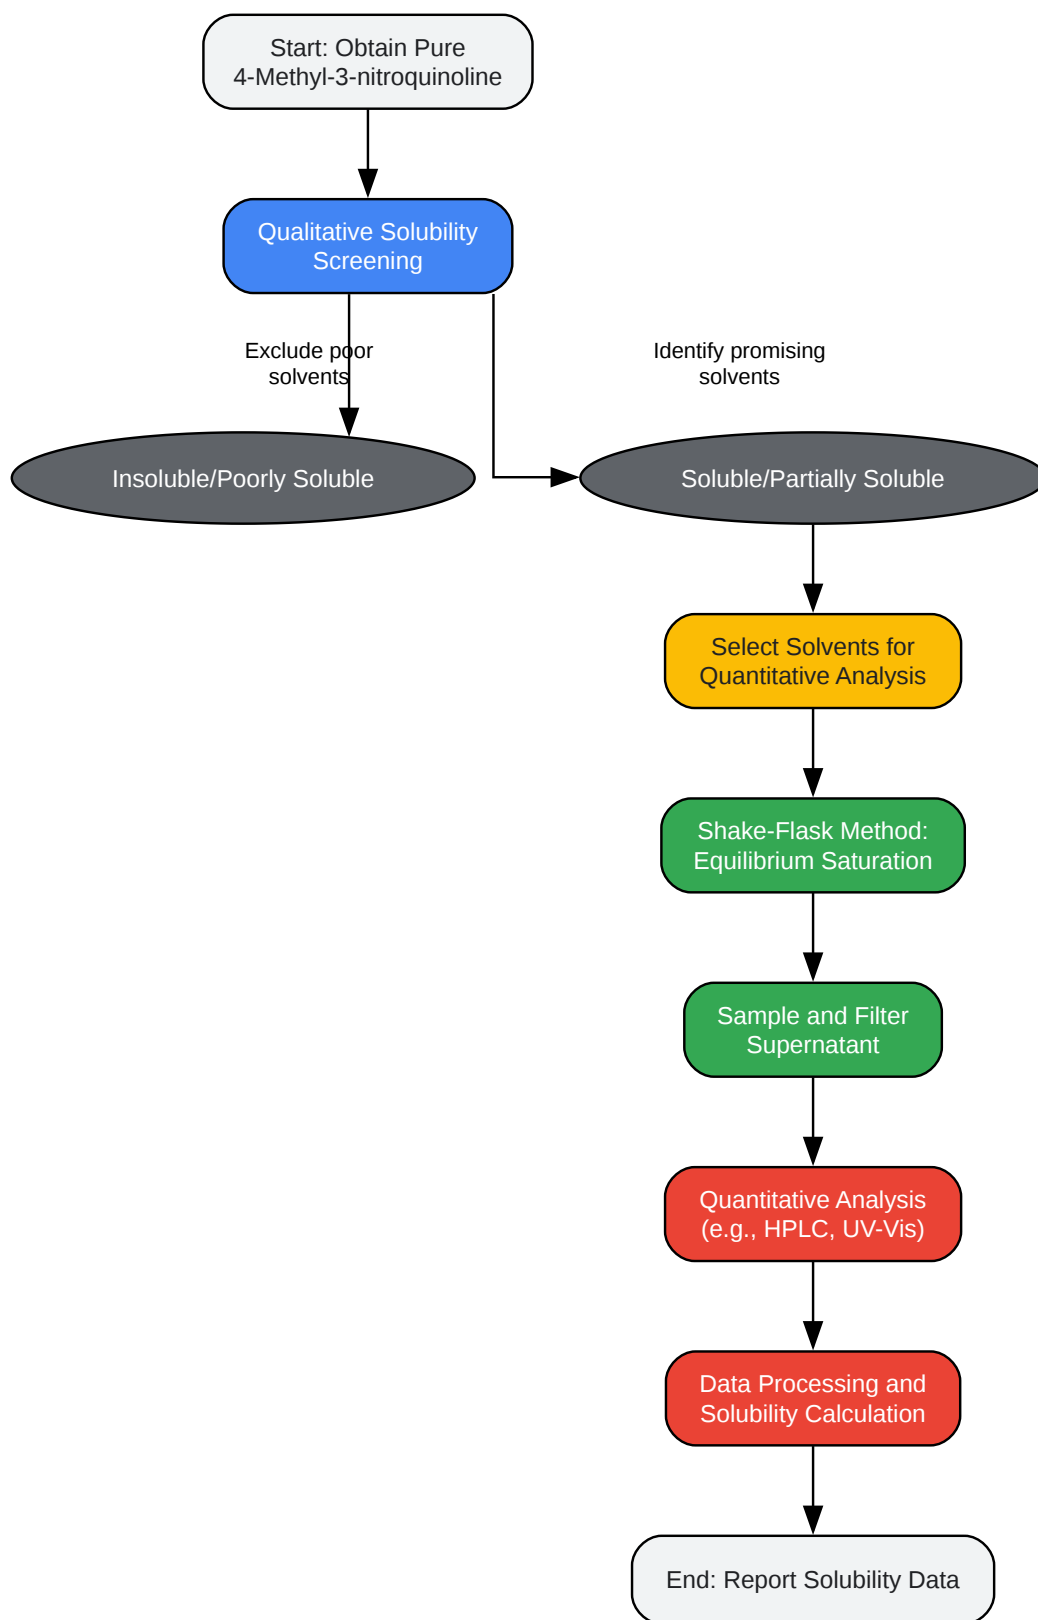 Start: Obtain Pure
4-Methyl-3-nitroquinoline
Qualitative Solubility
Screening
Exclude poor
solvents
Identify promising
solvents
Insoluble/Poorly Soluble
Soluble/Partially Soluble
Select Solvents for
Quantitative Analysis
Shake-Flask Method:
Equilibrium Saturation
Sample and Filter
Supernatant
Quantitative Analysis
(e.g., HPLC, UV-Vis)
Data Processing and
Solubility Calculation
End: Report Solubility Data